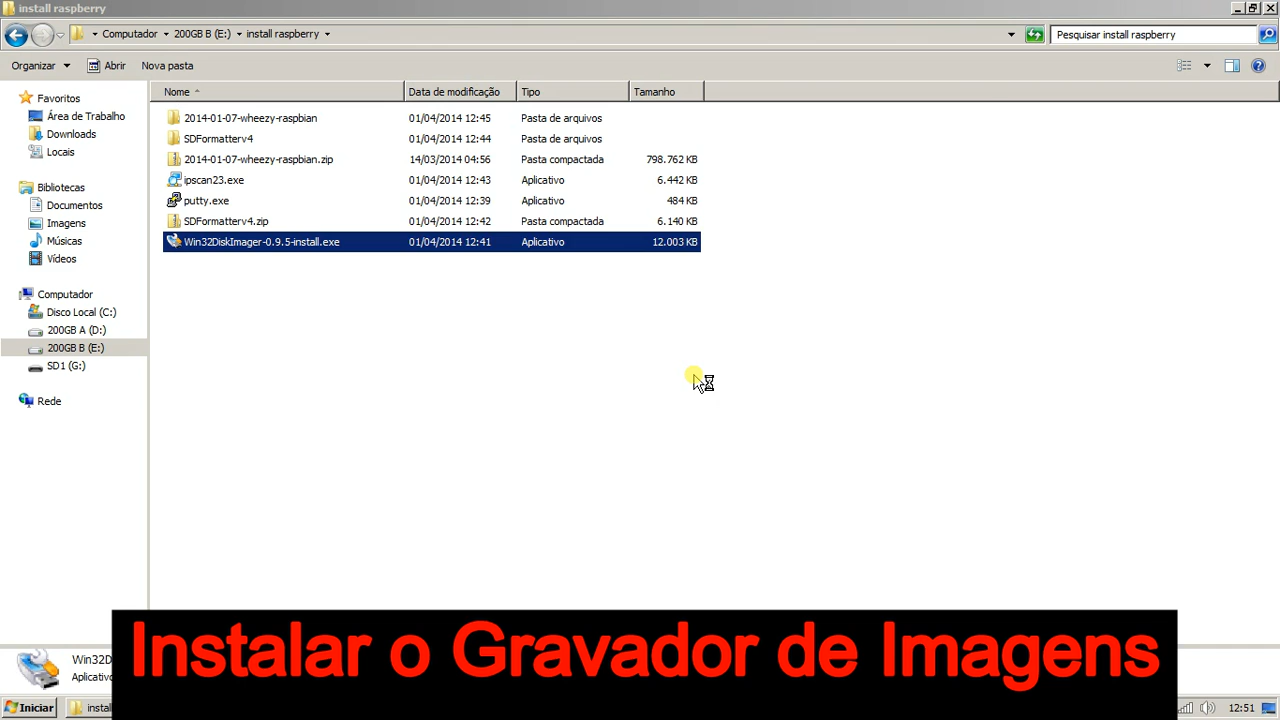 install raspberry
Computador 200GB B (E:) install raspberry
Pesquisar install raspberry
Organizar Abrir Nova pasta
Nome Data de modificação Tipo Tamanho
Favoritos
Área de Trabalho
Downloads
Locais
Bibliotecas
Documentos
Imagens
Músicas
Vídeos
Computador
Disco Local (C:)
200GB A (D:)
200GB B (E:)
SD1 (G:)
Rede
2014-01-07-wheezy-raspbian 01/04/2014 12:45 Pasta de arquivos
SDFormatterv4 01/04/2014 12:44 Pasta de arquivos
2014-01-07-wheezy-raspbian.zip 14/03/2014 04:56 Pasta compactada 798.762 KB
ipscan23.exe 01/04/2014 12:43 Aplicativo 6.442 KB
putty.exe 01/04/2014 12:39 Aplicativo 484 KB
SDFormatterv4.zip 01/04/2014 12:42 Pasta compactada 6.140 KB
Win32DiskImager-0.9.5-install.exe 01/04/2014 12:41 Aplicativo 12.003 KB
Instalar o Gravador de Imagens
Win32D
Aplicativo
Iniciar instal 12:51